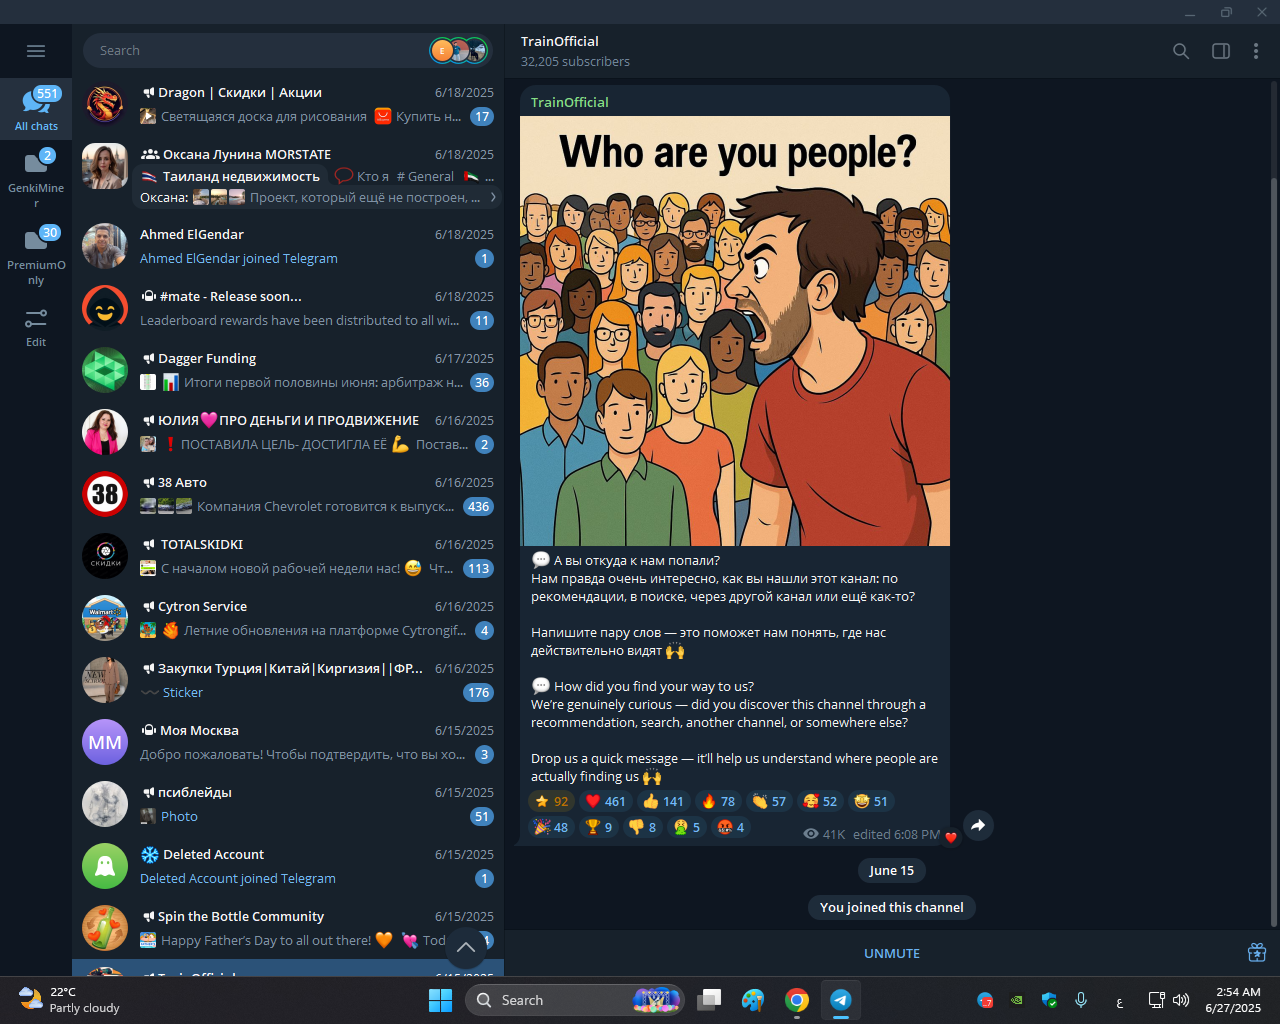 Search
E
551
All chats
2
GenkiMine
r
30
PremiumO
nly
Edit
Dragon | Скидки | Акции 6/18/2025
Светящаяся доска для рисования Купить н... 17
Оксана Лунина MORSTATE 6/18/2025
Таиланд недвижимость Кто я # General ...
Оксана: Проект, который ещё не построен, ...
Ahmed ElGendar 6/18/2025
Ahmed ElGendar joined Telegram 1
#mate - Release soon... 6/18/2025
Leaderboard rewards have been distributed to all wi... 11
Dagger Funding 6/17/2025
Итоги первой половины июня: арбитраж н... 36
ЮЛИЯ🩷ПРО ДЕНЬГИ И ПРОДВИЖЕНИЕ 6/16/2025
❗ ПОСТАВИЛА ЦЕЛЬ- ДОСТИГЛА ЕЁ 💪 Постав... 2
38
38 Авто 6/16/2025
Компания Chevrolet готовится к выпуск... 436
СКИДКИ
TOTALSKIDKI 6/16/2025
С началом новой рабочей недели нас! 😅 Чт... 113
Walmart
Cytron Service 6/16/2025
Летние обновления на платформе Cytrongif... 4
Закупки Турция|Китай|Киргизия||ФР... 6/16/2025
Sticker 176
MM
Моя Москва 6/15/2025
Добро пожаловать! Чтобы подтвердить, что вы хо... 3
псиблейды 6/15/2025
Photo 51
Deleted Account 6/15/2025
Deleted Account joined Telegram 1
Spin the Bottle Community 6/15/2025
Happy Father's Day to all out there! 🧡 💘 Tod
TrainOfficial 6/15/2025
TrainOfficial
32,205 subscribers
TrainOfficial
Who are you people?
💬 А вы откуда к нам попали?
Нам правда очень интересно, как вы нашли этот канал: по
рекомендации, в поиске, через другой канал или ещё как-то?
Напишите пару слов — это поможет нам понять, где нас
действительно видят 🙌
💬 How did you find your way to us?
We're genuinely curious — did you discover this channel through a
recommendation, search, another channel, or somewhere else?
Drop us a quick message — it'll help us understand where people are
actually finding us 🙌
⭐ 92 ❤️ 461 👍 141 🔥 78 👏 57 🥰 52 🤩 51
🎉 48 🏆 9 👎 8 🤮 5 🤬 4
41K edited 6:08 PM
June 15
You joined this channel
UNMUTE
22°C
Partly cloudy
Search
ع
2:54 AM
6/27/2025